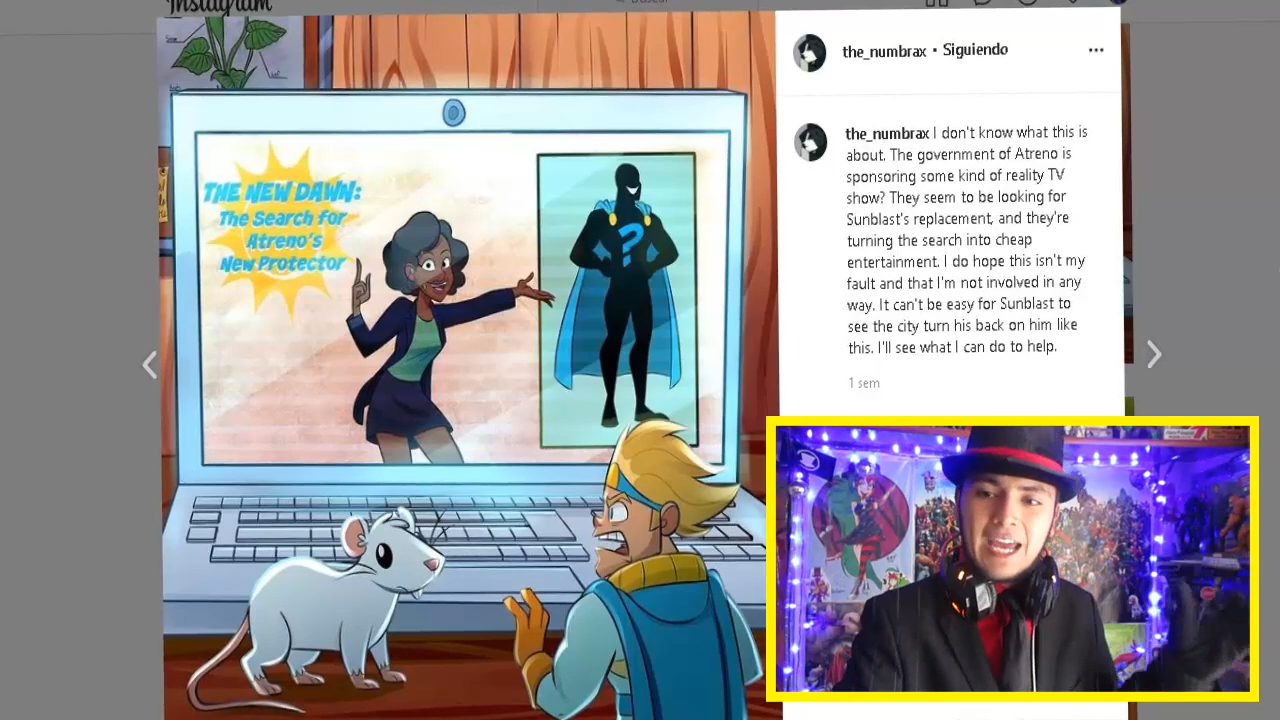 Instagram
Buscar
the_numbrax • Siguiendo
THE NEW DAWN:
The Search for
Atreno's
New Protector
?
the_numbrax I don't know what this is
about. The government of Atreno is
sponsoring some kind of reality TV
show? They seem to be looking for
Sunblast's replacement, and they're
turning the search into cheap
entertainment. I do hope this isn't my
fault and that I'm not involved in any
way. It can't be easy for Sunblast to
see the city turn his back on him like
this. I'll see what I can do to help.
1 sem